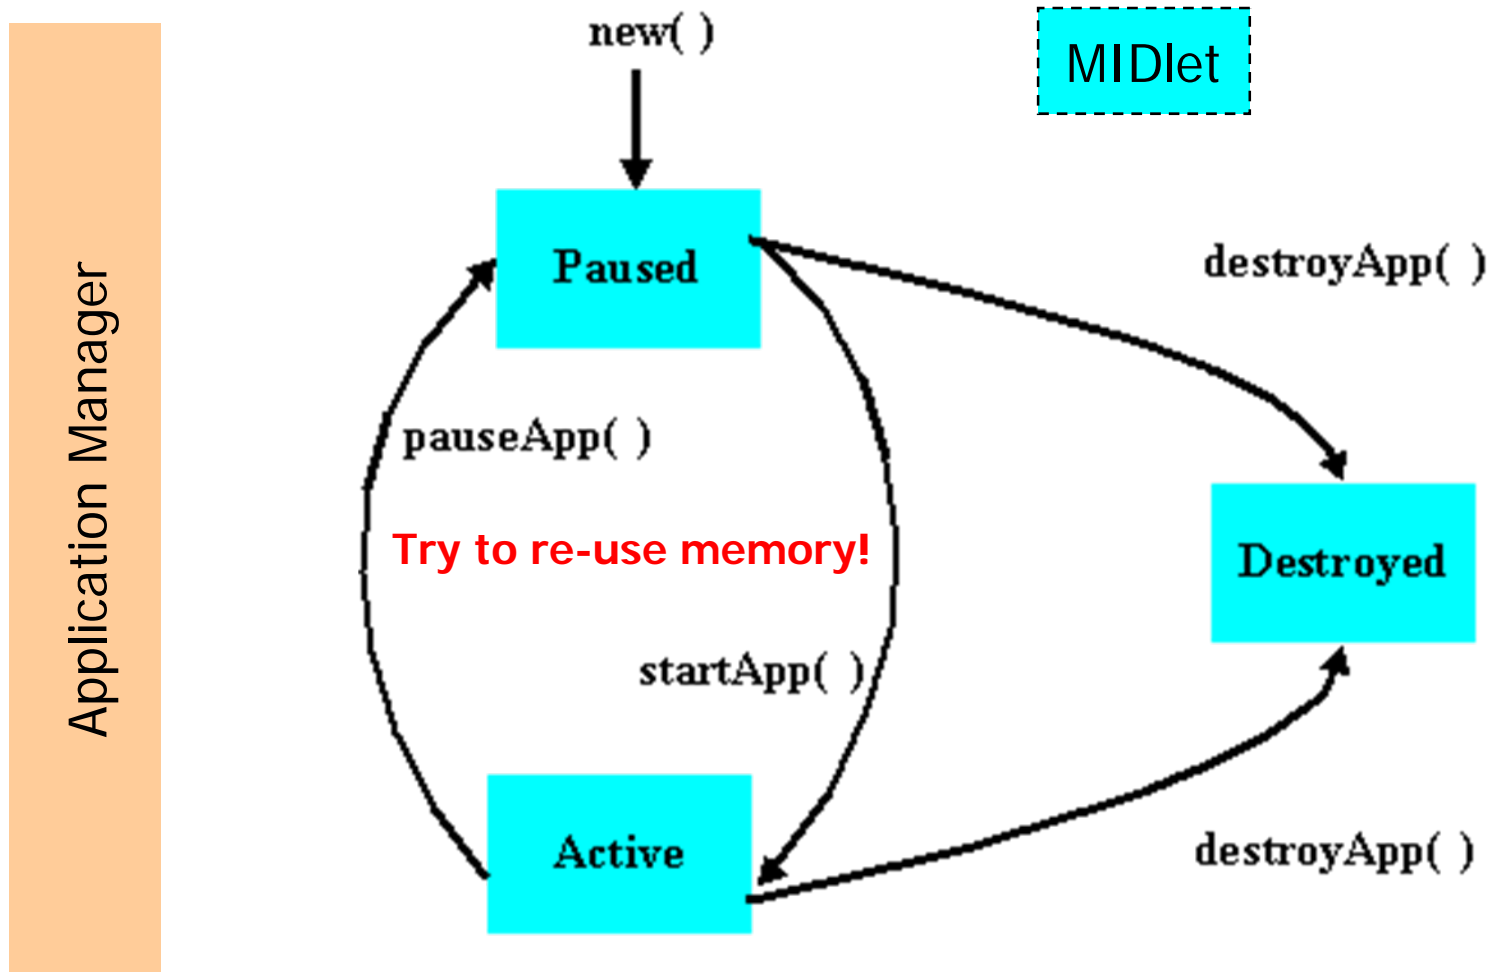 new( )
MIDlet
Paused
destroyApp( )
Application Manager
pauseApp( )
Try to re-use memory!
Destroyed
startApp( )
Active
destroyApp( )